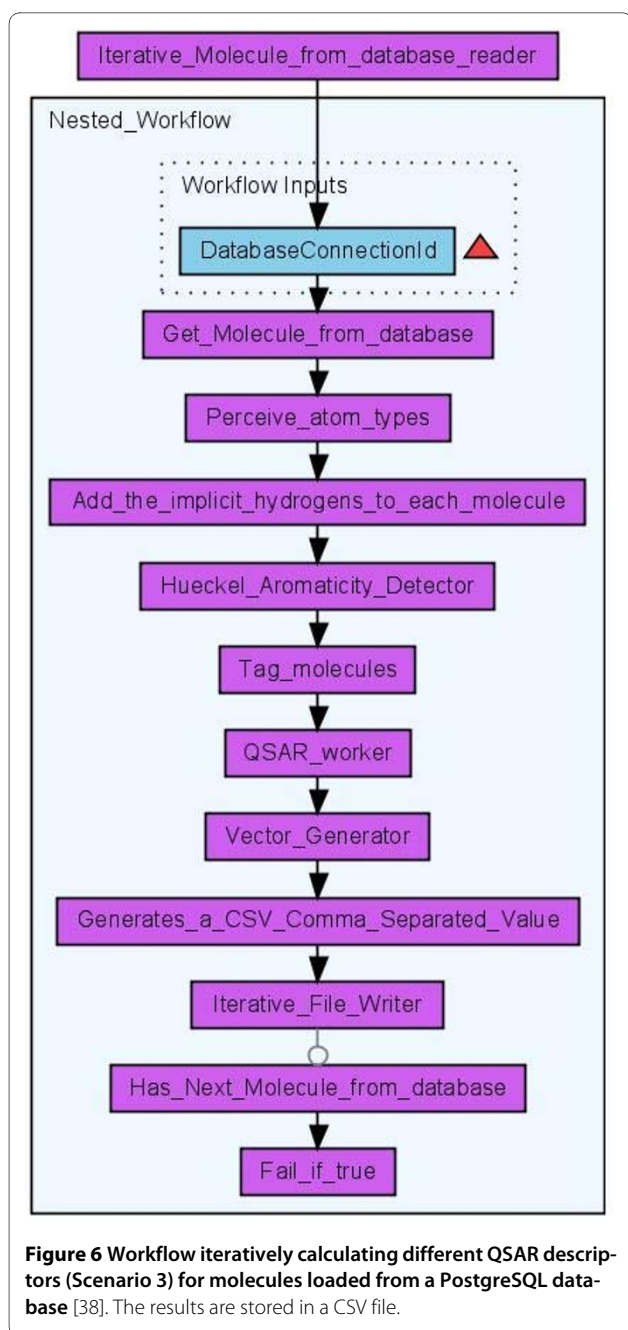 Iterative_Molecule_from_database_reader
Nested_Workflow
Workflow Inputs
DatabaseConnectionId
Get_Molecule_from_database
Perceive_atom_types
Add_the_implicit_hydrogens_to_each_molecule
Hueckel_Aromaticity_Detector
Tag_molecules
QSAR_worker
Vector_Generator
Generates_a_CSV_Comma_Separated_Value
Iterative_File_Writer
Has_Next_Molecule_from_database
Fail_if_true
Figure 6 Workflow iteratively calculating different QSAR descrip-
tors (Scenario 3) for molecules loaded from a PostgreSQL data-
base [38]. The results are stored in a CSV file.